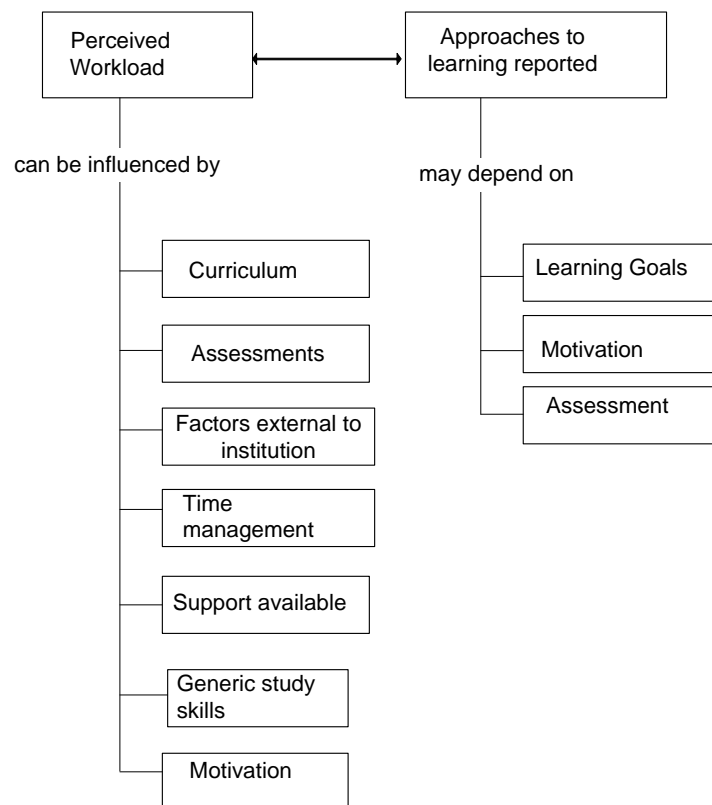 Perceived
Workload
Approaches to
learning reported
can be influenced by
may depend on
Curriculum
Assessments
Factors external to
institution
Time
management
Support available
Generic study
skills
Motivation
Learning Goals
Motivation
Assessment